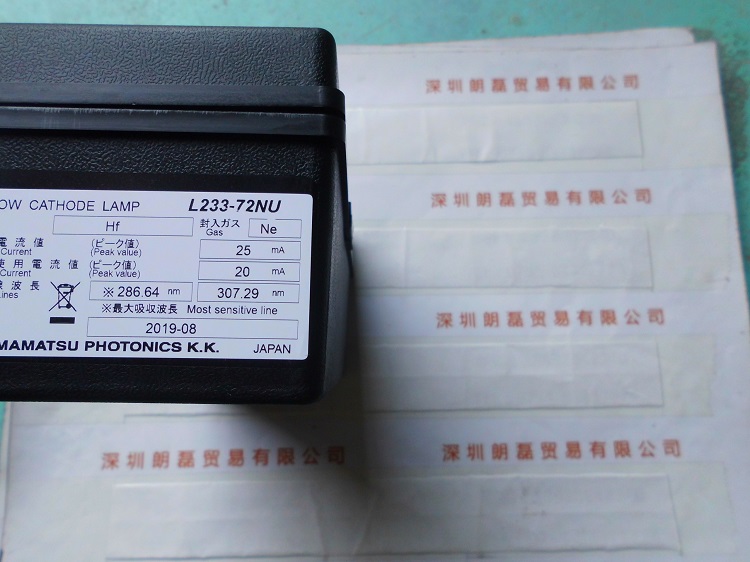 OW CATHODE LAMP L233-72NU
Hf 封入ガス Gas Ne
電流値 Current (ピーク値) (Peak value) 25 mA
使用電流値 Current (ピーク値) (Peak value) 20 mA
線波長 Lines ※286.64 nm 307.29 nm
※最大吸収波長 Most sensitive line
2019-08
MAMATSU PHOTONICS K.K. JAPAN
深圳朗磊贸易有限公司
深圳朗磊贸易有限公司
深圳朗磊贸易有限公司
深圳朗磊贸易有限公司 深圳朗磊贸易有限公司